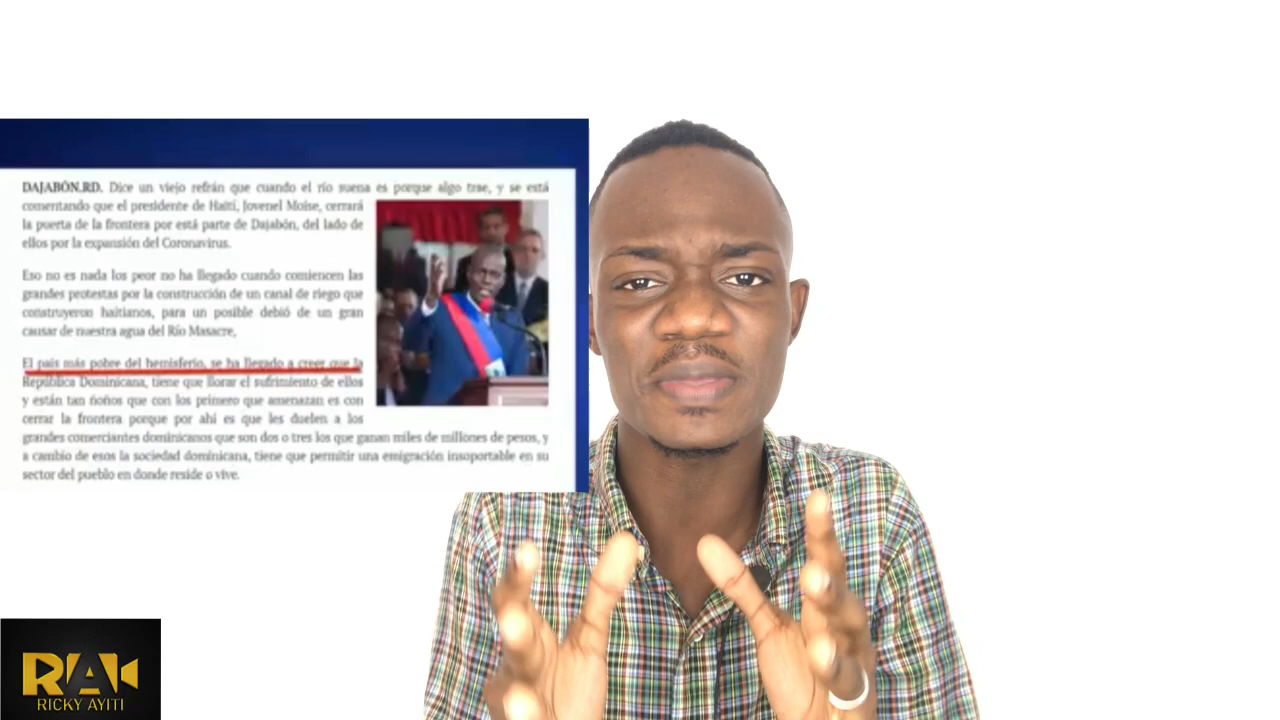 DAJABÓN.RD. Dice un viejo refrán que cuando el río suena es porque algo trae, y se está
comentando que el presidente de Haití, Jovenel Moise, cerrará
la puerta de la frontera por está parte de Dajabón, del lado de
ellos por la expansión del Coronavirus.
Eso no es nada los peor no ha llegado cuando comiencen las
grandes protestas por la construcción de un canal de riego que
construyeron haitianos, para un posible debió de un gran
causar de nuestra agua del Río Masacre,
El país más pobre del hemisferio, se ha llegado a creer que la
República Dominicana, tiene que llorar el sufrimiento de ellos
y están tan ñoños que con los primero que amenazan es con
cerrar la frontera porque por ahí es que les duelen a los
grandes comerciantes dominicanos que son dos o tres los que ganan miles de millones de pesos, y
a cambio de esos la sociedad dominicana, tiene que permitir una emigración insoportable en su
sector del pueblo en donde reside o vive.
RA
RICKY AYITI